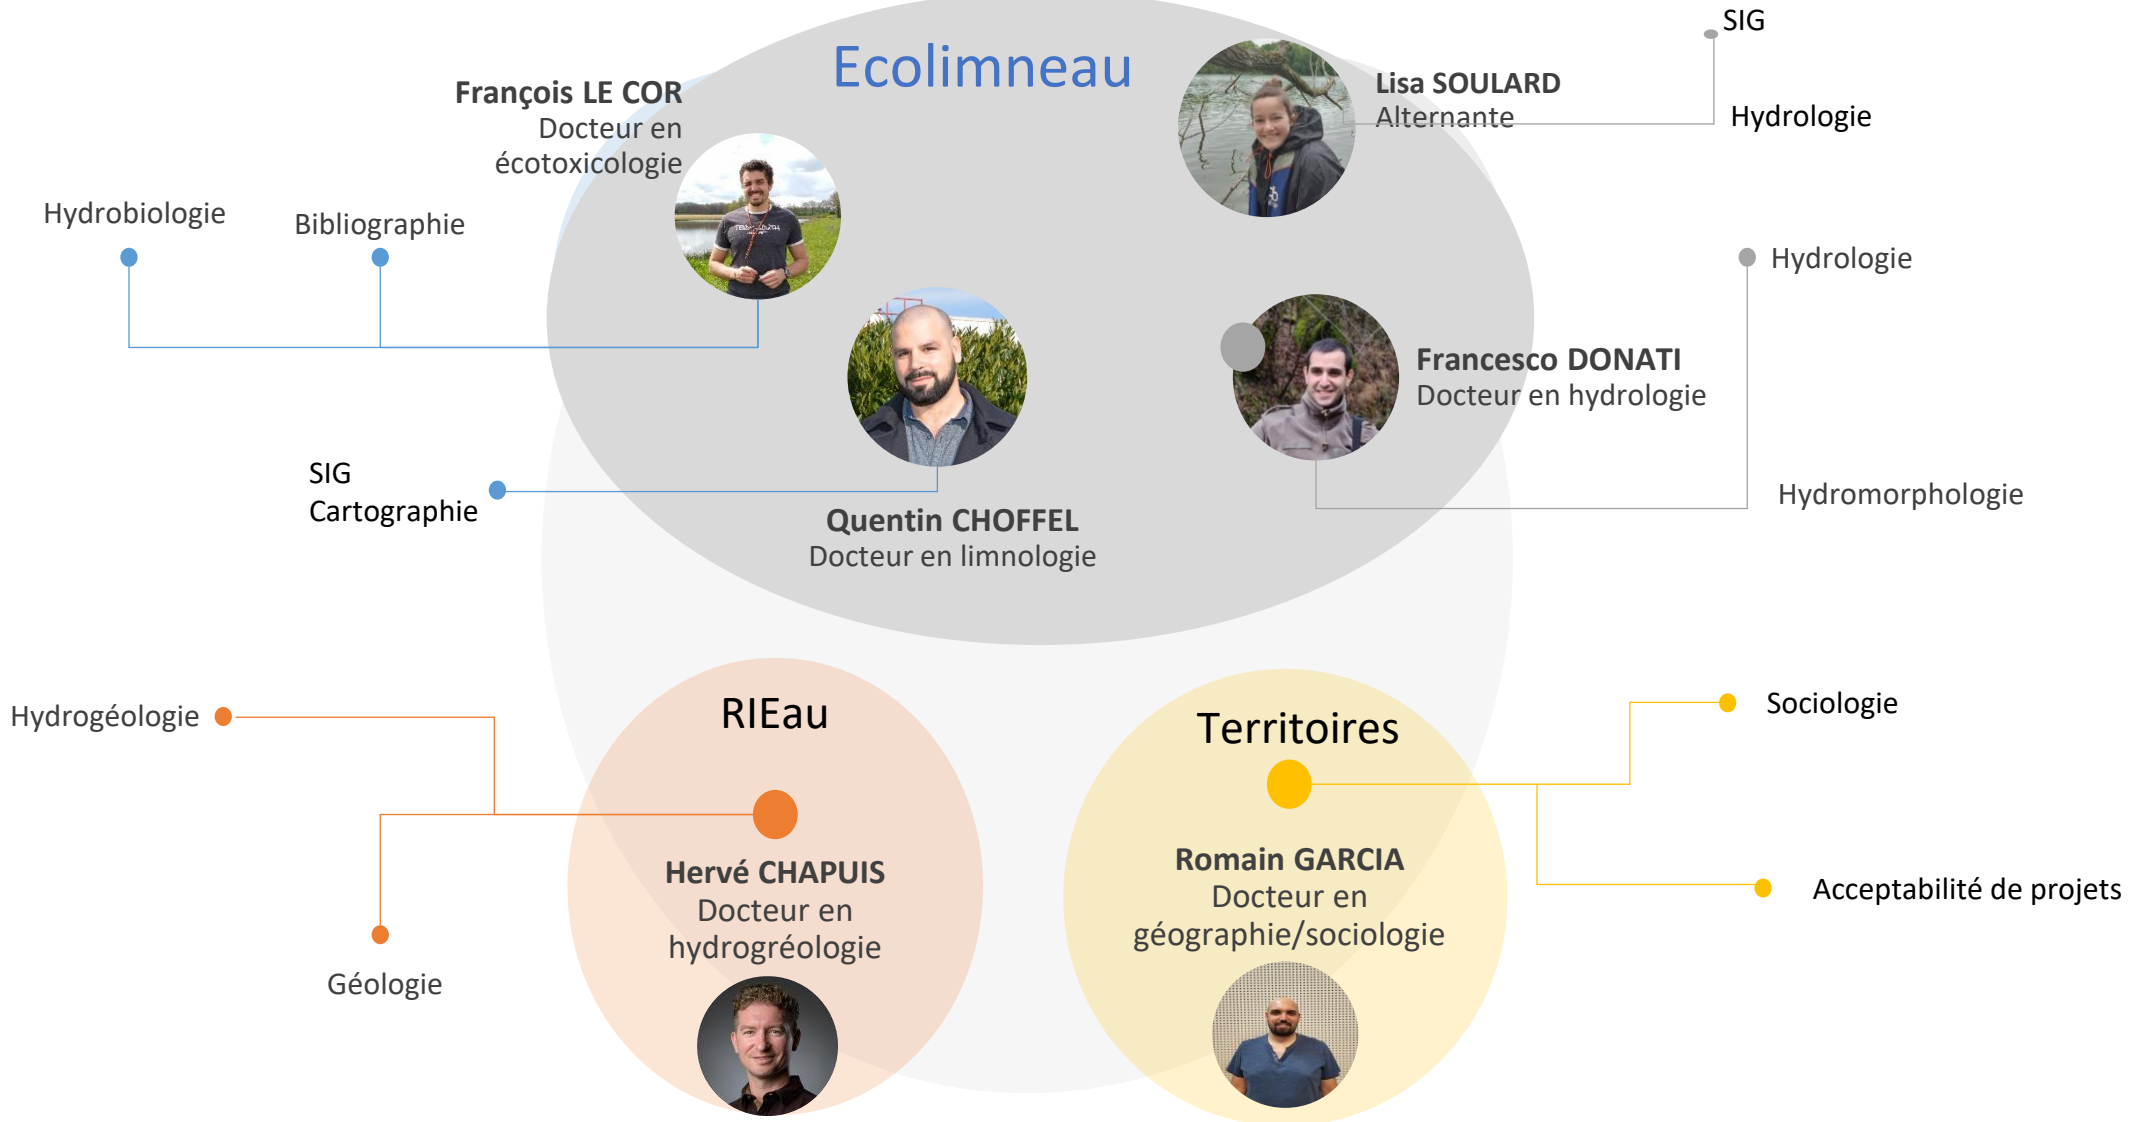 Ecolimneau
François LE COR
Docteur en
écotoxicologie
Hydrobiologie
Bibliographie
Lisa SOULARD
Alternante
SIG
Hydrologie
Hydrologie
Francesco DONATI
Docteur en hydrologie
Hydromorphologie
SIG
Cartographie
Quentin CHOFFEL
Docteur en limnologie
RIEau
Hydrogéologie
Hervé CHAPUIS
Docteur en
hydrogréologie
Géologie
Territoires
Sociologie
Romain GARCIA
Docteur en
géographie/sociologie
Acceptabilité de projets